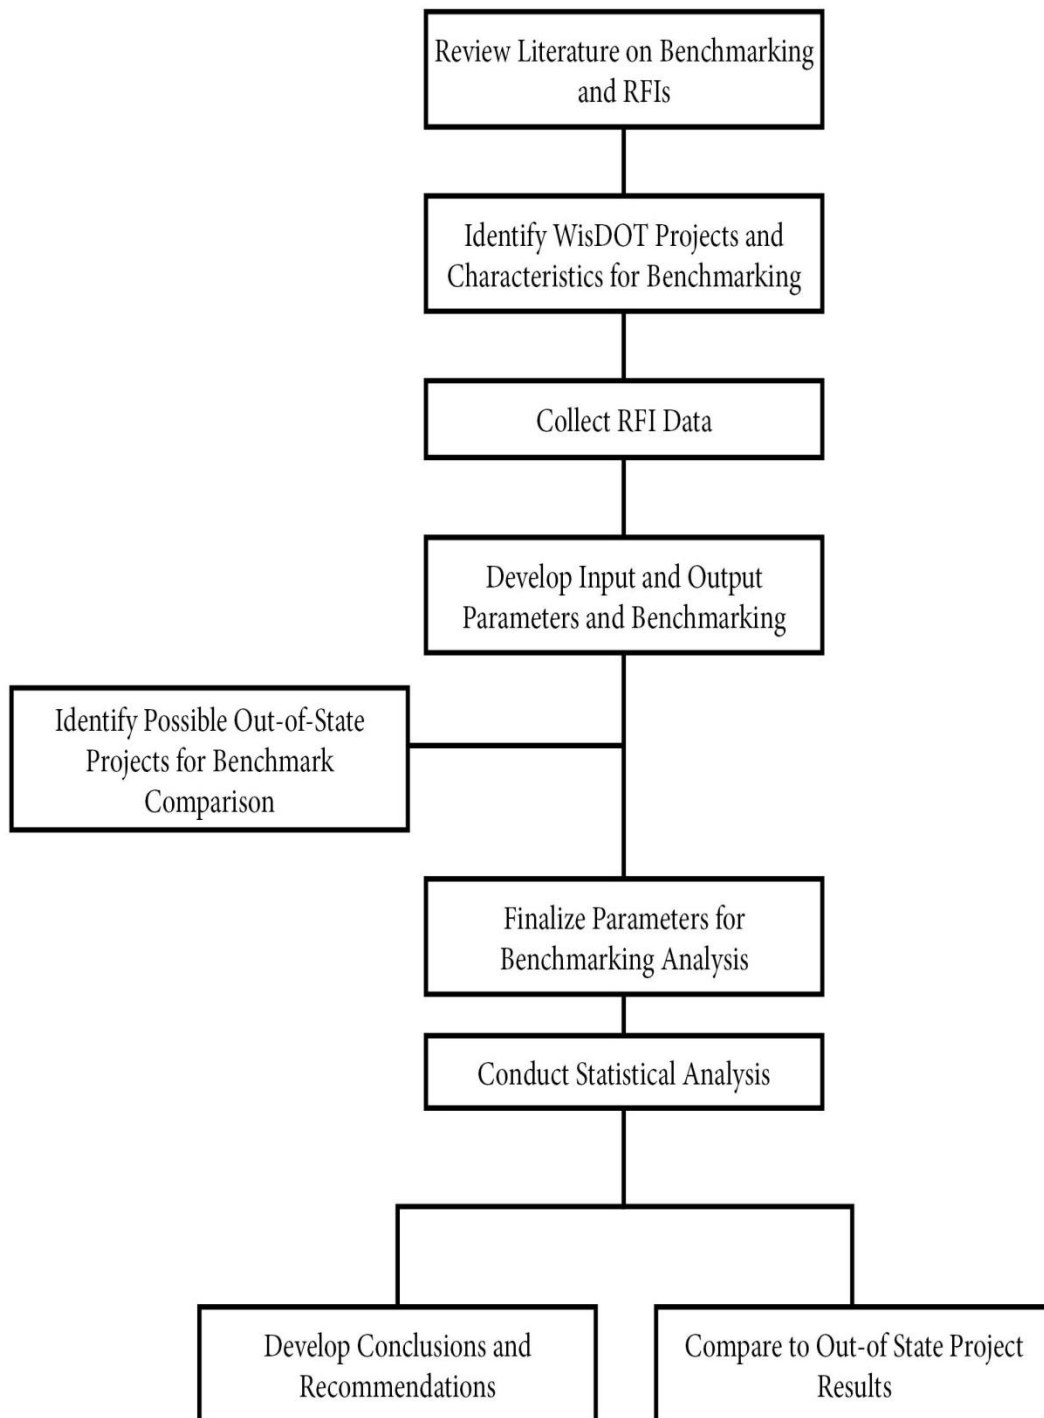 Review Literature on Benchmarking
and RFIs
Identify WisDOT Projects and
Characteristics for Benchmarking
Collect RFI Data
Develop Input and Output
Parameters and Benchmarking
Identify Possible Out-of-State
Projects for Benchmark
Comparison
Finalize Parameters for
Benchmarking Analysis
Conduct Statistical Analysis
Develop Conclusions and
Recommendations
Compare to Out-of State Project
Results